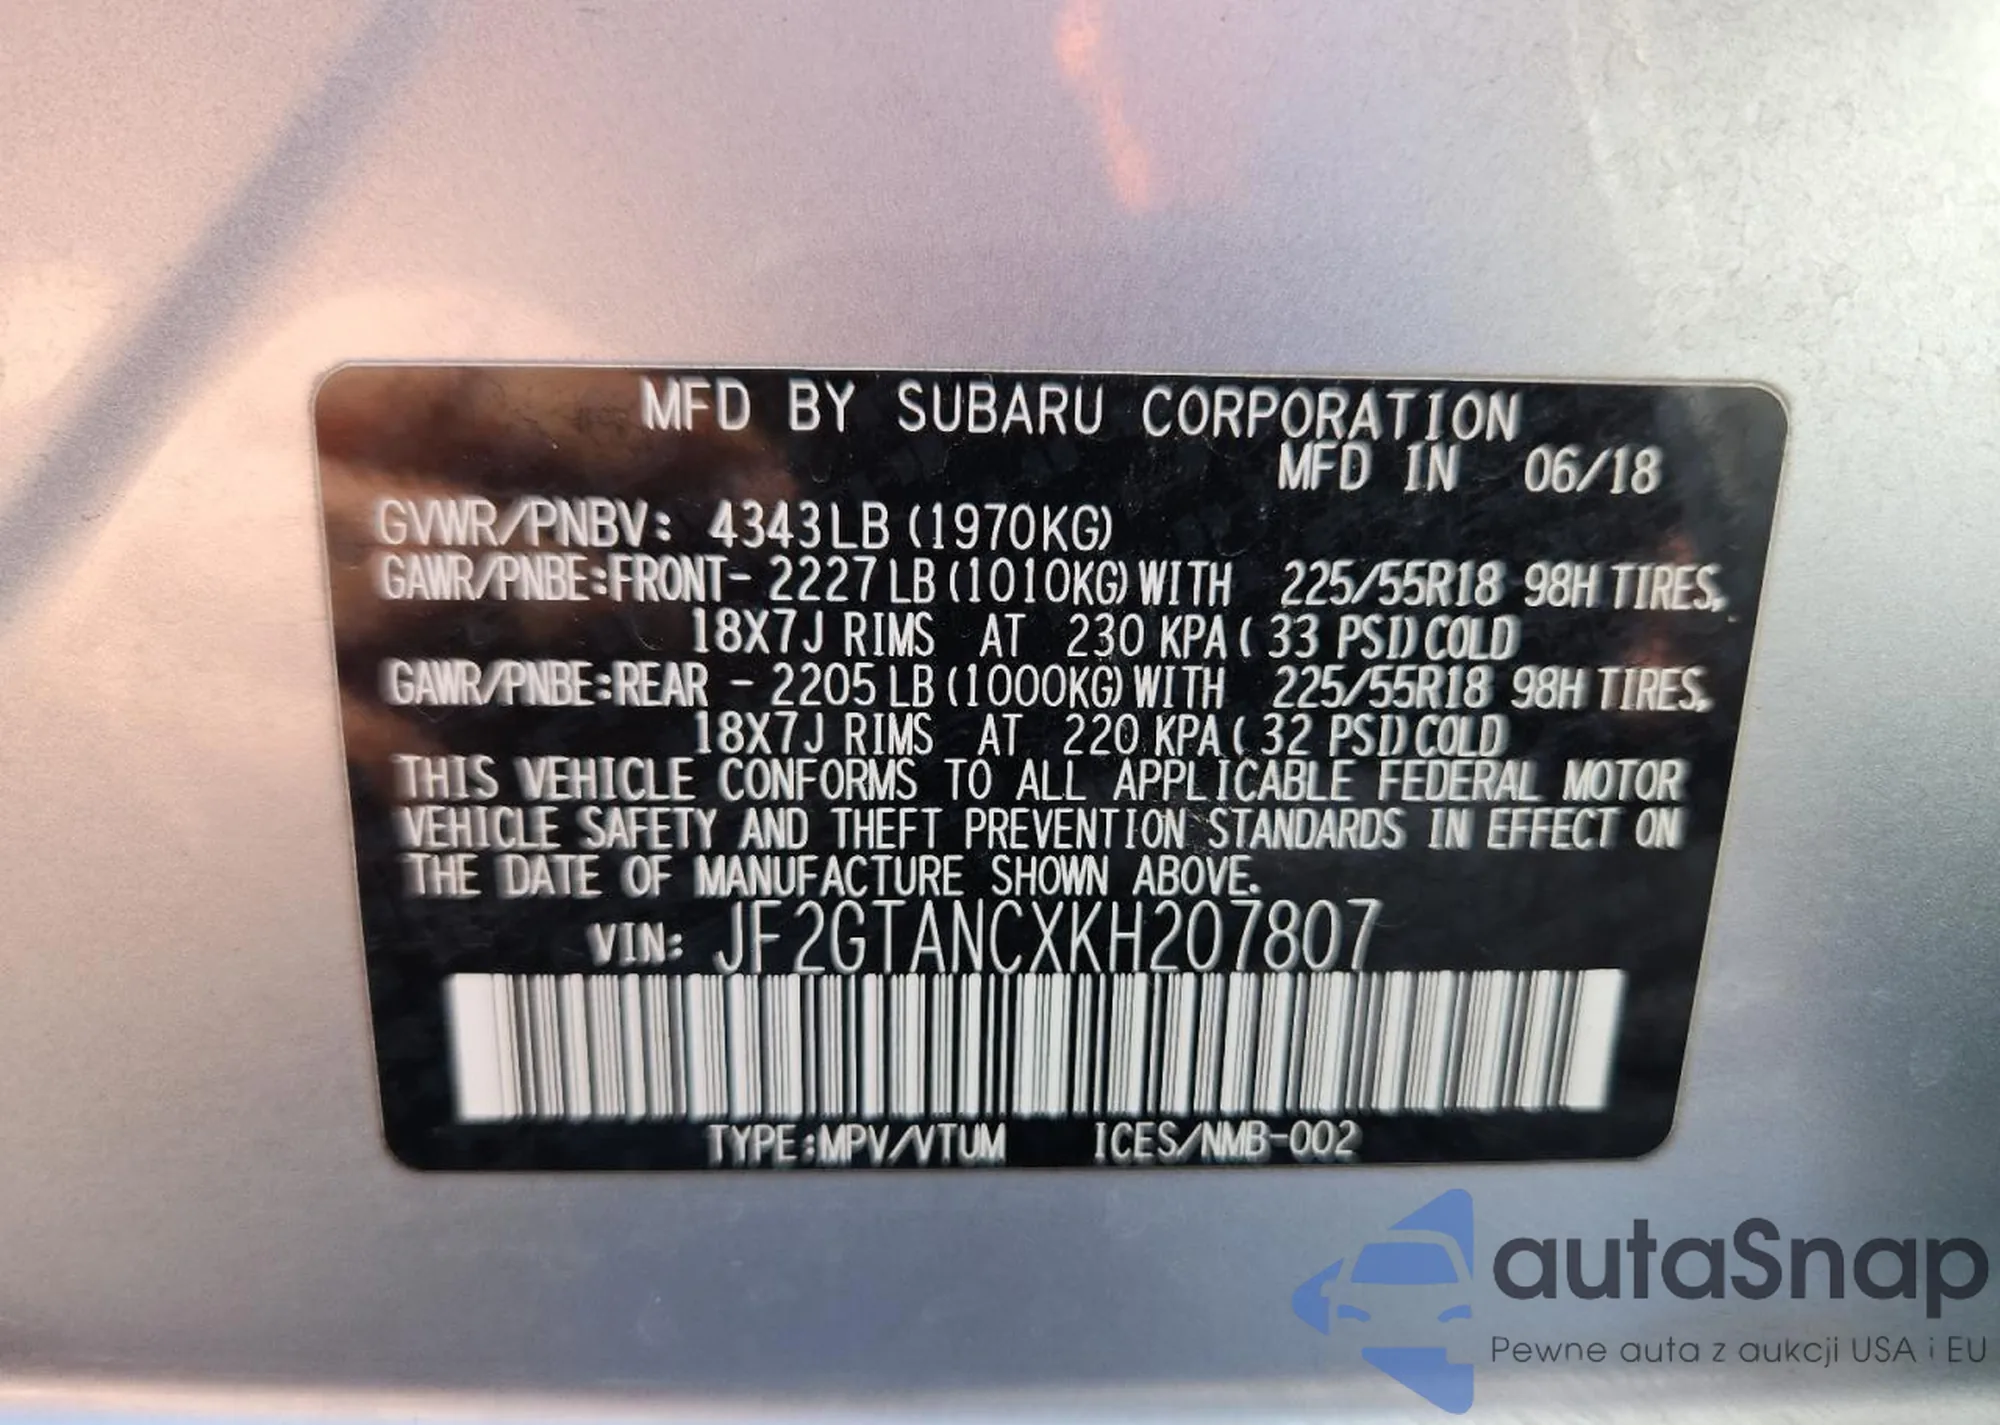 MFD BY SUBARU CORPORATION
MFD IN 06/18
GVWR/PNBV: 4343LB (1970KG)
GAWR/PNBE:FRONT- 2227LB (1010KG) WITH 225/55R18 98H TIRES,
18X7J RIMS AT 230 KPA ( 33 PSI) COLD
GAWR/PNBE:REAR - 2205LB (1000KG) WITH 225/55R18 98H TIRES,
18X7J RIMS AT 220 KPA ( 32 PSI) COLD
THIS VEHICLE CONFORMS TO ALL APPLICABLE FEDERAL MOTOR
VEHICLE SAFETY AND THEFT PREVENTION STANDARDS IN EFFECT ON
THE DATE OF MANUFACTURE SHOWN ABOVE.
VIN: JF2GTANCXKH207807
TYPE:MPV/VTUM ICES/NMB-002
autaSnap
Pewne auta z aukcji USA i EU